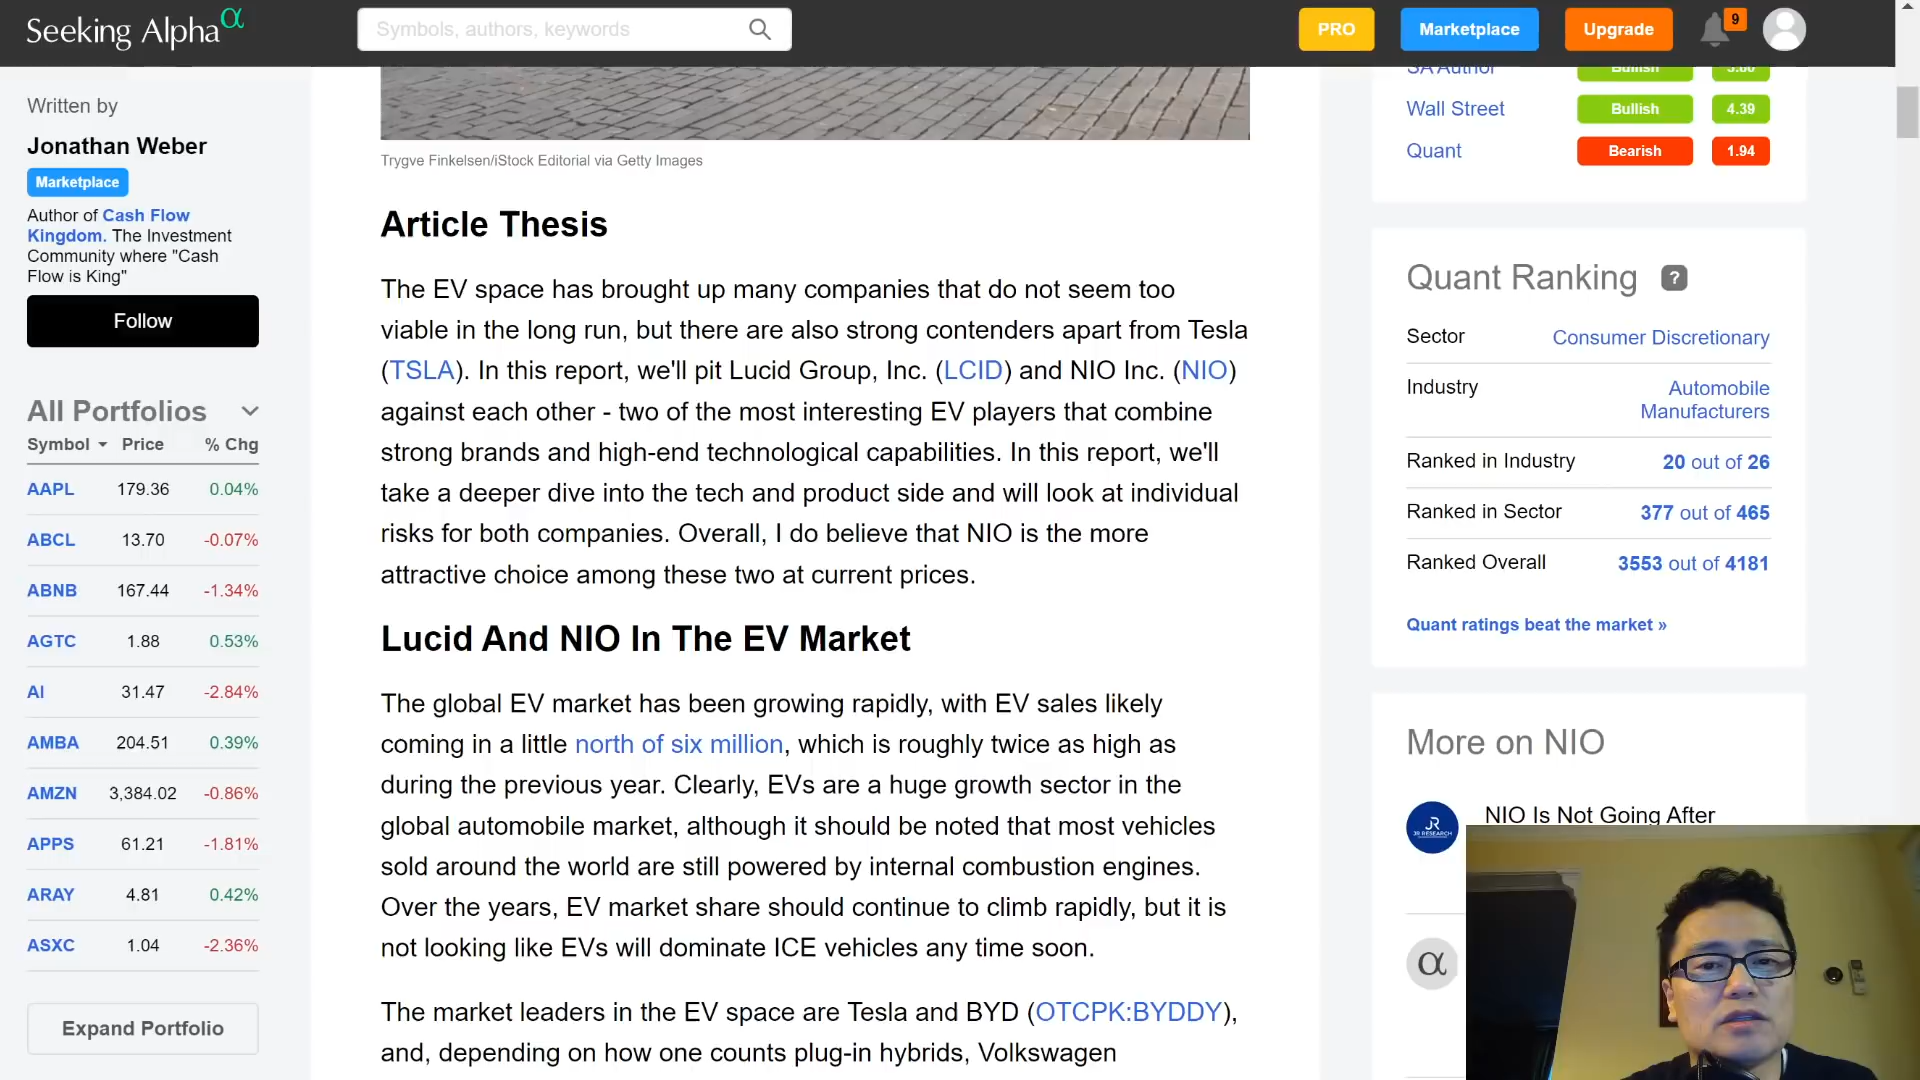 Seeking Alpha α
Symbols, authors, keywords
PRO
Marketplace
Upgrade
9
Written by
Jonathan Weber
Marketplace
Author of Cash Flow
Kingdom. The Investment
Community where "Cash
Flow is King"
Follow
All Portfolios
Symbol Price % Chg
AAPL 179.36 0.04%
ABCL 13.70 -0.07%
ABNB 167.44 -1.34%
AGTC 1.88 0.53%
AI 31.47 -2.84%
AMBA 204.51 0.39%
AMZN 3,384.02 -0.86%
APPS 61.21 -1.81%
ARAY 4.81 0.42%
ASXC 1.04 -2.36%
Expand Portfolio
Trygve Finkelsen/iStock Editorial via Getty Images
Article Thesis
The EV space has brought up many companies that do not seem too
viable in the long run, but there are also strong contenders apart from Tesla
(TSLA). In this report, we'll pit Lucid Group, Inc. (LCID) and NIO Inc. (NIO)
against each other - two of the most interesting EV players that combine
strong brands and high-end technological capabilities. In this report, we'll
take a deeper dive into the tech and product side and will look at individual
risks for both companies. Overall, I do believe that NIO is the more
attractive choice among these two at current prices.
Lucid And NIO In The EV Market
The global EV market has been growing rapidly, with EV sales likely
coming in a little north of six million, which is roughly twice as high as
during the previous year. Clearly, EVs are a huge growth sector in the
global automobile market, although it should be noted that most vehicles
sold around the world are still powered by internal combustion engines.
Over the years, EV market share should continue to climb rapidly, but it is
not looking like EVs will dominate ICE vehicles any time soon.
The market leaders in the EV space are Tesla and BYD (OTCPK:BYDDY),
and, depending on how one counts plug-in hybrids, Volkswagen
SA Author Bullish
Wall Street Bullish 4.39
Quant Bearish 1.94
Quant Ranking ?
Sector Consumer Discretionary
Industry Automobile
Manufacturers
Ranked in Industry 20 out of 26
Ranked in Sector 377 out of 465
Ranked Overall 3553 out of 4181
Quant ratings beat the market »
More on NIO
JR
JR RESEARCH
NIO Is Not Going After
α